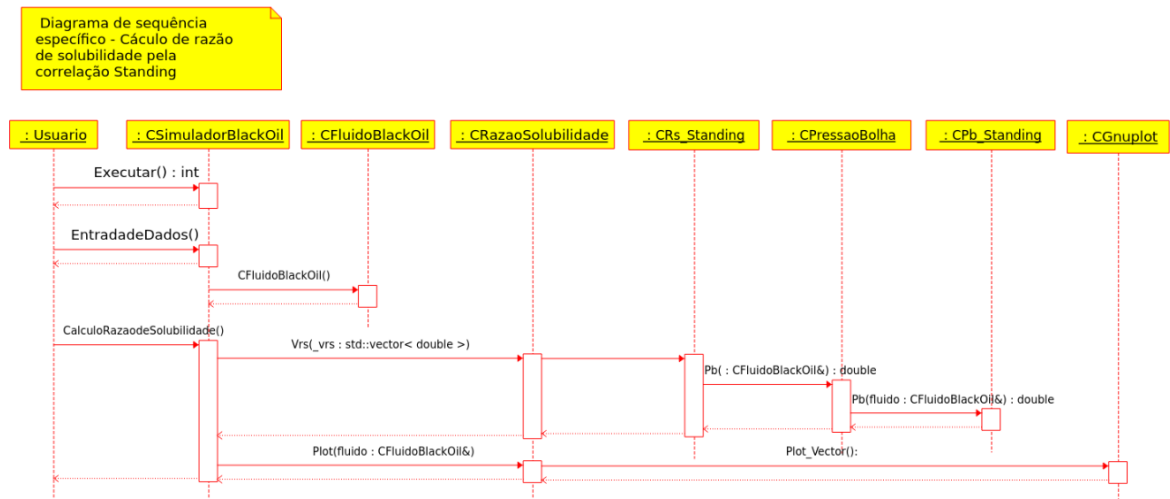 Diagrama de sequência
específico - Cáculo de razão
de solubilidade pela
correlação Standing
: Usuario
: CSimuladorBlackOil
: CFluidoBlackOil
: CRazaoSolubilidade
: CRs_Standing
: CPressaoBolha
: CPb_Standing
: CGnuplot
Executar() : int
EntradadeDados()
CFluidoBlackOil()
CalculoRazaodeSolubilidade()
Vrs(_vrs : std::vector< double >)
Pb( : CFluidoBlackOil&) : double
Pb(fluido : CFluidoBlackOil&) : double
Plot(fluido : CFluidoBlackOil&)
Plot_Vector():